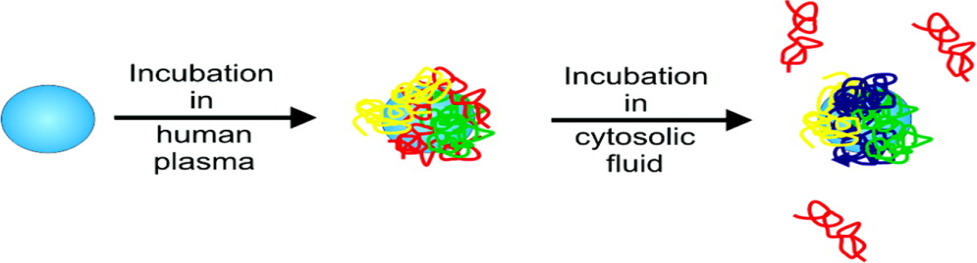 Incubation
in
human
plasma
Incubation
in
cytosolic
fluid